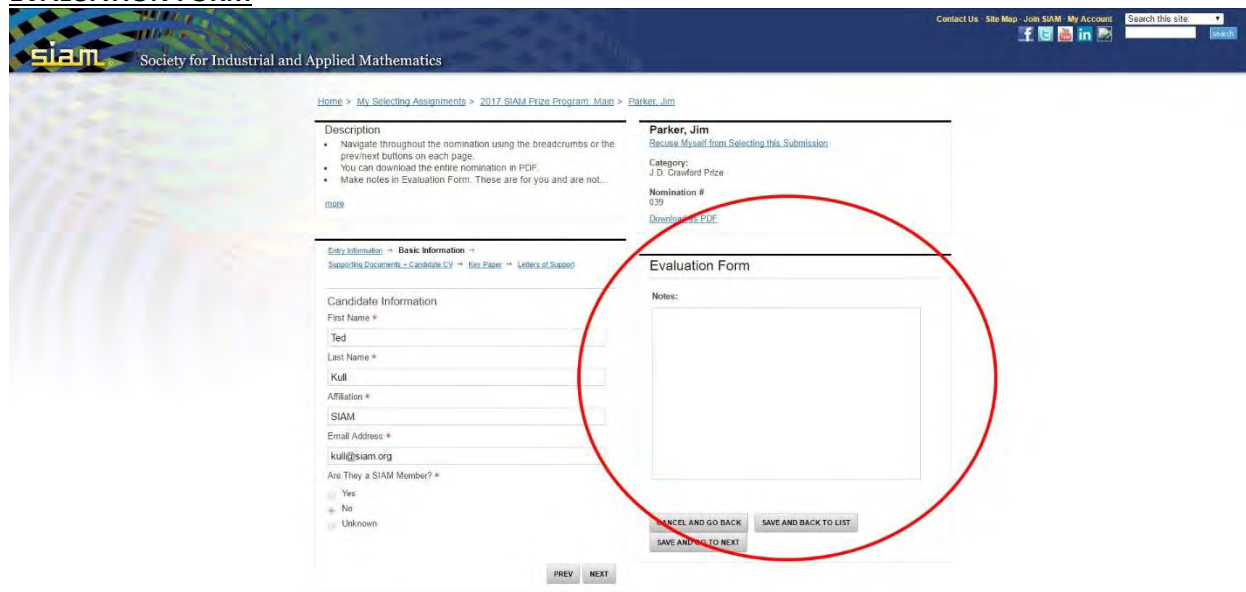 EVALUATION FORM
Contact Us - Site Map - Join SIAM - My Account
Search this site:
search
siam
Society for Industrial and Applied Mathematics
Home > My Selecting Assignments > 2017 SIAM Prize Program: Main > Parker, Jim
Description
• Navigate throughout the nomination using the breadcrumbs or the
prev/next buttons on each page.
• You can download the entire nomination in PDF.
• Make notes in Evaluation Form. These are for you and are not...
more
Parker, Jim
Recuse Myself from Selecting this Submission
Category:
J.D. Crawford Prize
Nomination #
039
Download as PDF
Entry Information → Basic Information →
Supporting Documents - Candidate CV → Key Paper → Letters of Support
Candidate Information
First Name *
Ted
Last Name *
Kull
Affiliation *
SIAM
Email Address *
kull@siam.org
Are They a SIAM Member? *
Yes
No
Unknown
PREV NEXT
Evaluation Form
Notes:
CANCEL AND GO BACK SAVE AND BACK TO LIST
SAVE AND GO TO NEXT